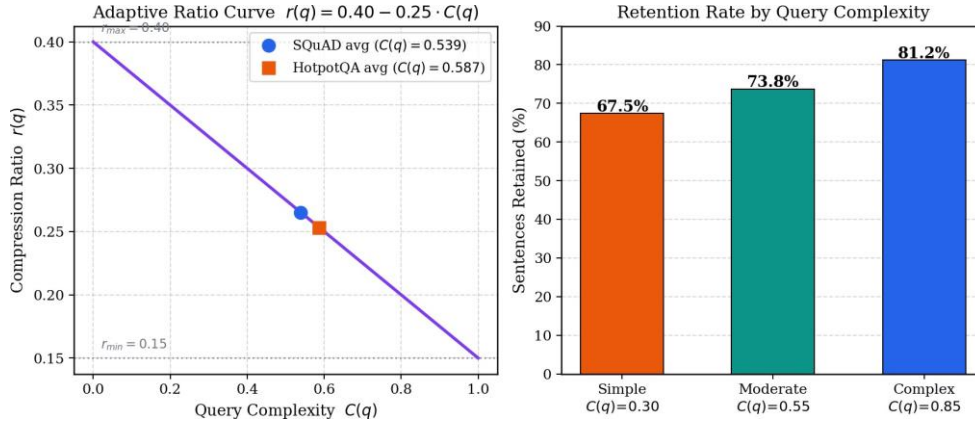 Adaptive Ratio Curve r(q) = 0.40 − 0.25 · C(q)
r_max = 0.40
SQuAD avg (C(q) = 0.539)
HotpotQA avg (C(q) = 0.587)
r_min = 0.15
0.40
0.35
0.30
0.25
0.20
0.15
Compression Ratio r(q)
0.0 0.2 0.4 0.6 0.8 1.0
Query Complexity C(q)
Retention Rate by Query Complexity
90
80
70
60
50
40
30
20
10
0
Sentences Retained (%)
67.5%
73.8%
81.2%
Simple Moderate Complex
C(q)=0.30 C(q)=0.55 C(q)=0.85